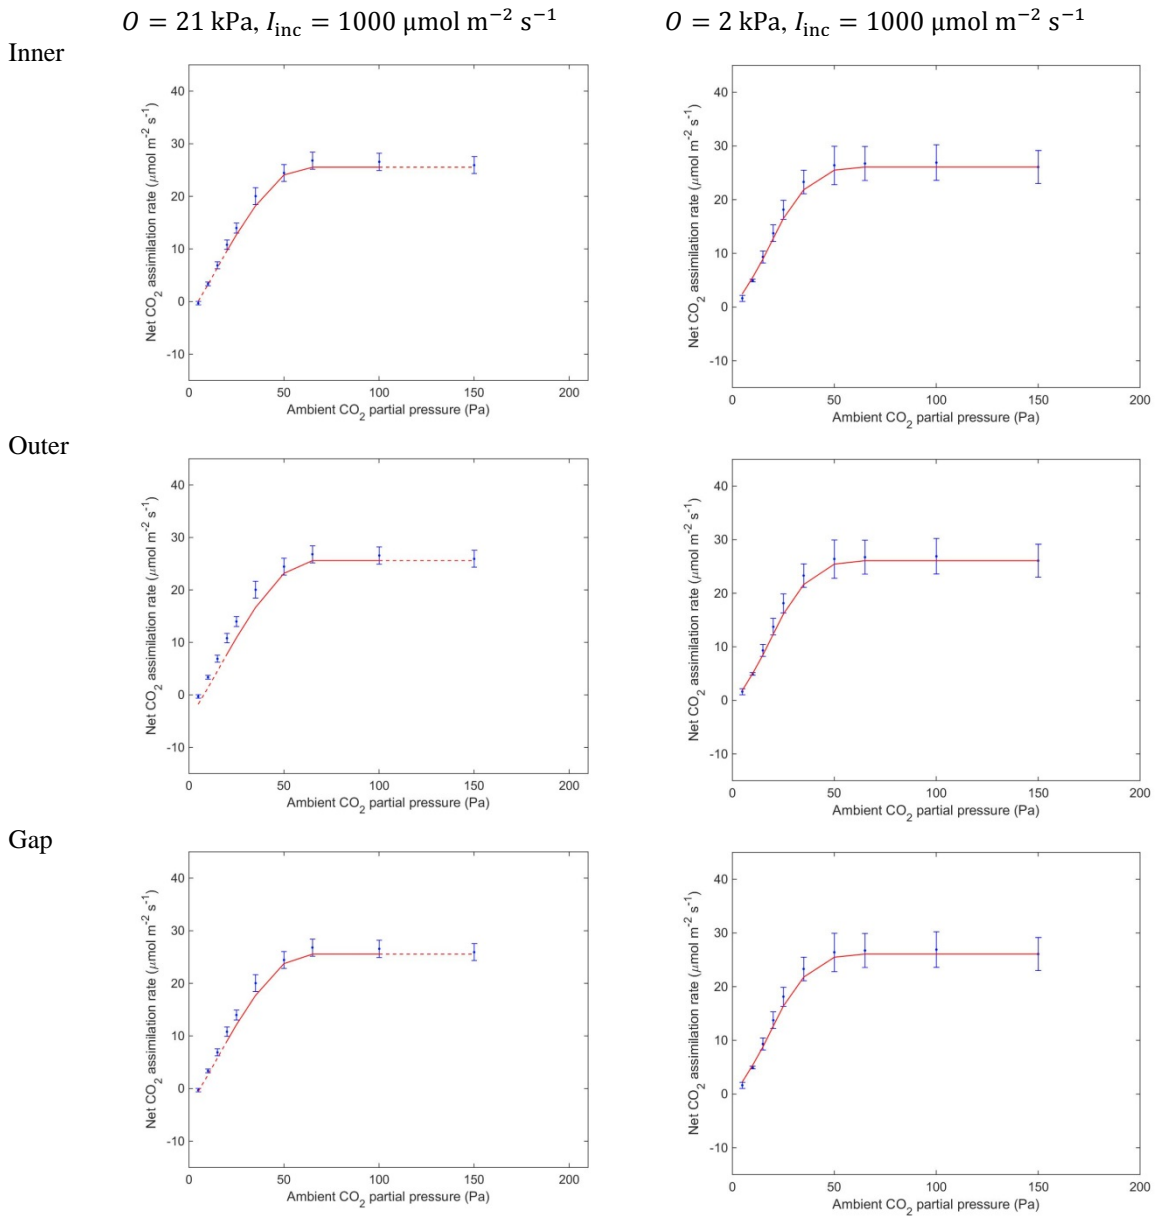 O = 21 kPa, I_inc = 1000 µmol m⁻² s⁻¹
O = 2 kPa, I_inc = 1000 µmol m⁻² s⁻¹
Inner
Net CO₂ assimilation rate (µmol m⁻² s⁻¹)
40
30
20
10
0
-10
0 50 100 150 200
Ambient CO₂ partial pressure (Pa)
Net CO₂ assimilation rate (µmol m⁻² s⁻¹)
40
30
20
10
0
-10
0 50 100 150 200
Ambient CO₂ partial pressure (Pa)
Outer
Net CO₂ assimilation rate (µmol m⁻² s⁻¹)
40
30
20
10
0
-10
0 50 100 150 200
Ambient CO₂ partial pressure (Pa)
Net CO₂ assimilation rate (µmol m⁻² s⁻¹)
40
30
20
10
0
-10
0 50 100 150 200
Ambient CO₂ partial pressure (Pa)
Gap
Net CO₂ assimilation rate (µmol m⁻² s⁻¹)
40
30
20
10
0
-10
0 50 100 150 200
Ambient CO₂ partial pressure (Pa)
Net CO₂ assimilation rate (µmol m⁻² s⁻¹)
40
30
20
10
0
-10
0 50 100 150 200
Ambient CO₂ partial pressure (Pa)